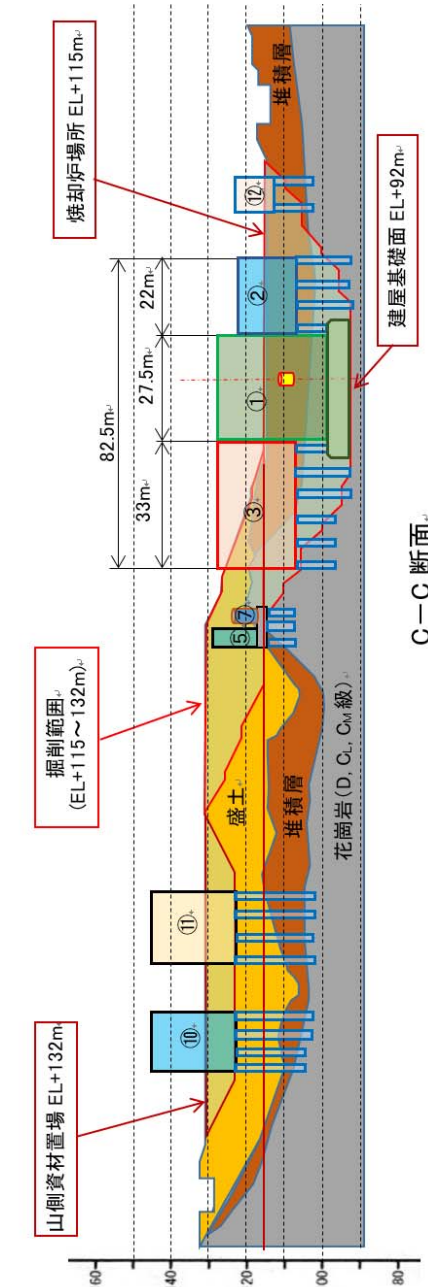 山側資材置場 EL+132m
掘削範囲
(EL+115～132m)
焼却炉場所 EL+115m
82.5m
33m
27.5m
22m
⑩
⑪
⑤
⑦
③
①
②
⑫
盛土
堆積層
堆積層
花崗岩(D, CL, CM 級)
建屋基礎面 EL+92m
60
40
20
00
80
C－C 断面